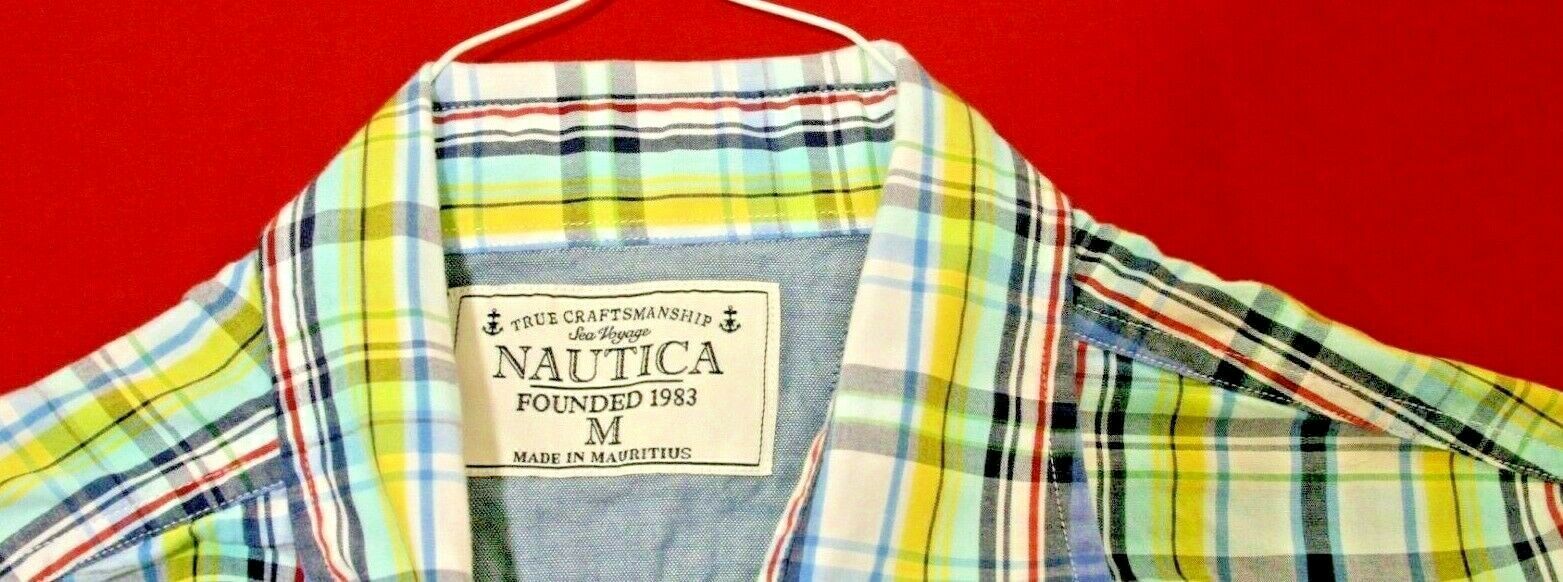 TRUE CRAFTSMANSHIP
Sea Voyage
NAUTICA
FOUNDED 1983
M
MADE IN MAURITIUS